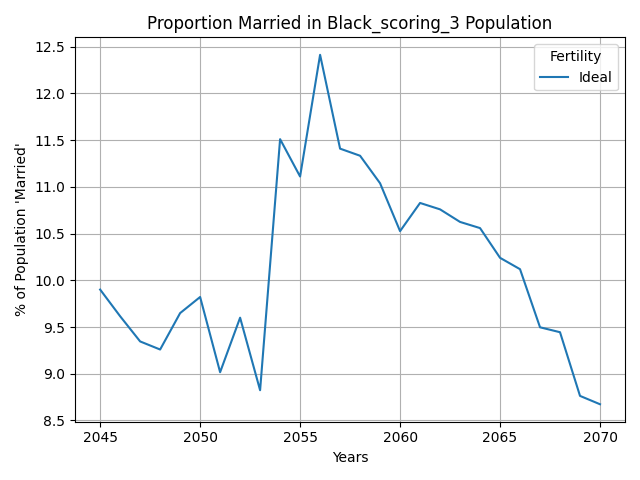 Proportion Married in Black_scoring_3 Population
Fertility
Ideal
% of Population 'Married'
12.5
12.0
11.5
11.0
10.5
10.0
9.5
9.0
8.5
2045 2050 2055 2060 2065 2070
Years